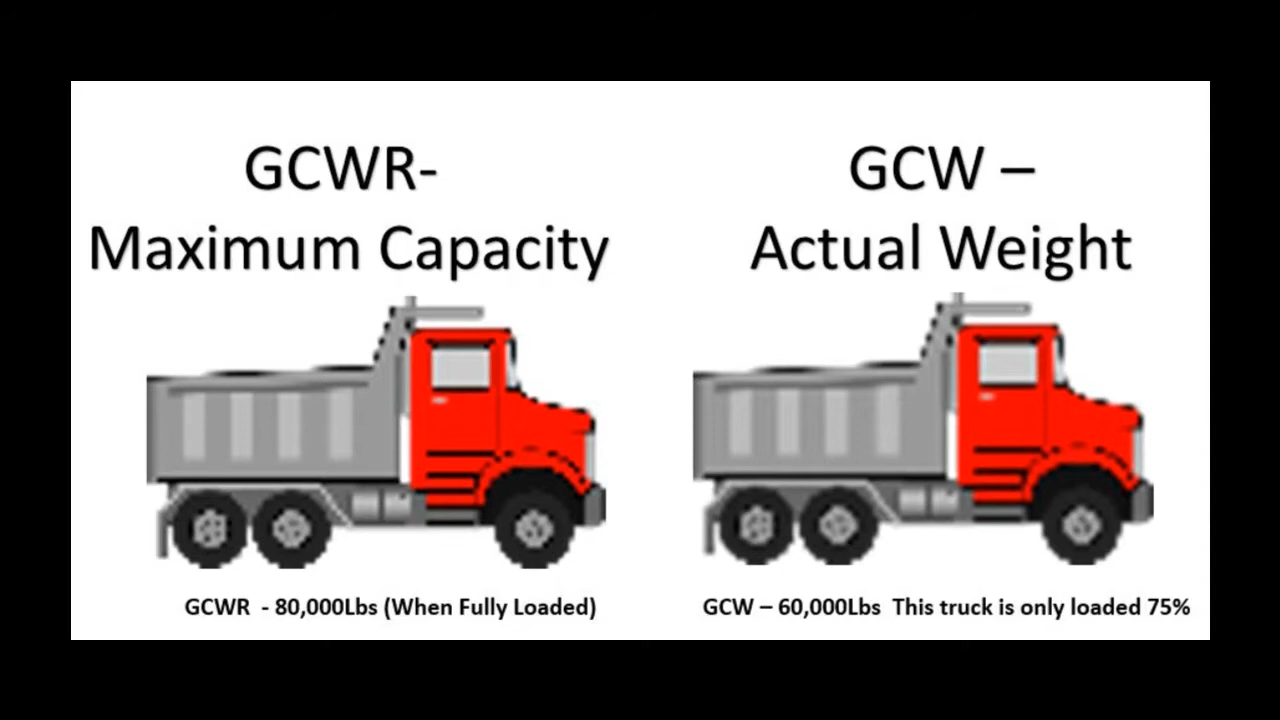 GCWR-
Maximum Capacity
GCWR - 80,000Lbs (When Fully Loaded)
GCW –
Actual Weight
GCW – 60,000Lbs This truck is only loaded 75%